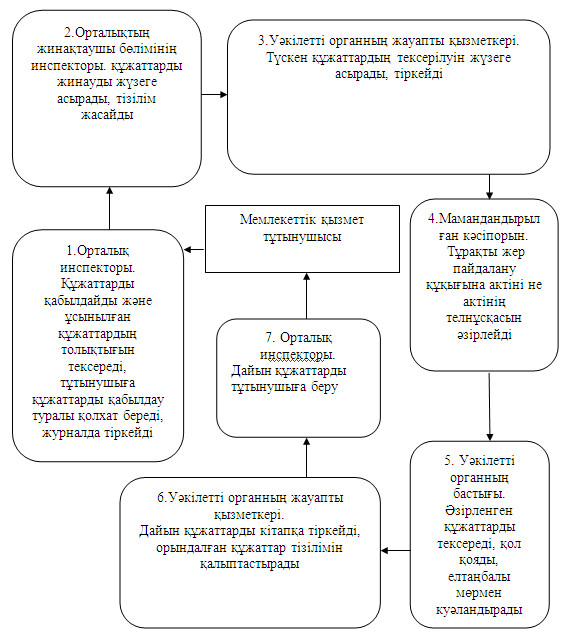 2.Орталықтың
жинақтаушы бөлімінің
инспекторы. құжаттарды
жинауды жүзеге
асырады, тізілім
жасайды
3.Уәкілетті органның жауапты қызметкері.
Түскен құжаттардың тексерілуін жүзеге
асырады, тіркейді
Мемлекеттік қызмет
тұтынушысы
4.Мамандандырыл
ған кәсіпорын.
Тұрақты жер
пайдалану
құқығына актіні не
актінің
телнұсқасын
әзірлейді
1.Орталық
инспекторы.
Құжаттарды
қабылдайды және
ұсынылған
құжаттардың
толықтығын
тексереді,
тұтынушыға
құжаттарды қабылдау
туралы қолхат береді,
журналда тіркейді
7. Орталық
инспекторы.
Дайын құжаттарды
тұтынушыға беру
5. Уәкілетті
органның
бастығы.
Әзірленген
құжаттарды
тексереді, қол
қояды,
елтаңбалы
мөрмен
куәландырады
6.Уәкілетті органның жауапты
қызметкері.
Дайын құжаттарды кітапқа тіркейді,
орындалған құжаттар тізілімін
қалыптастырады